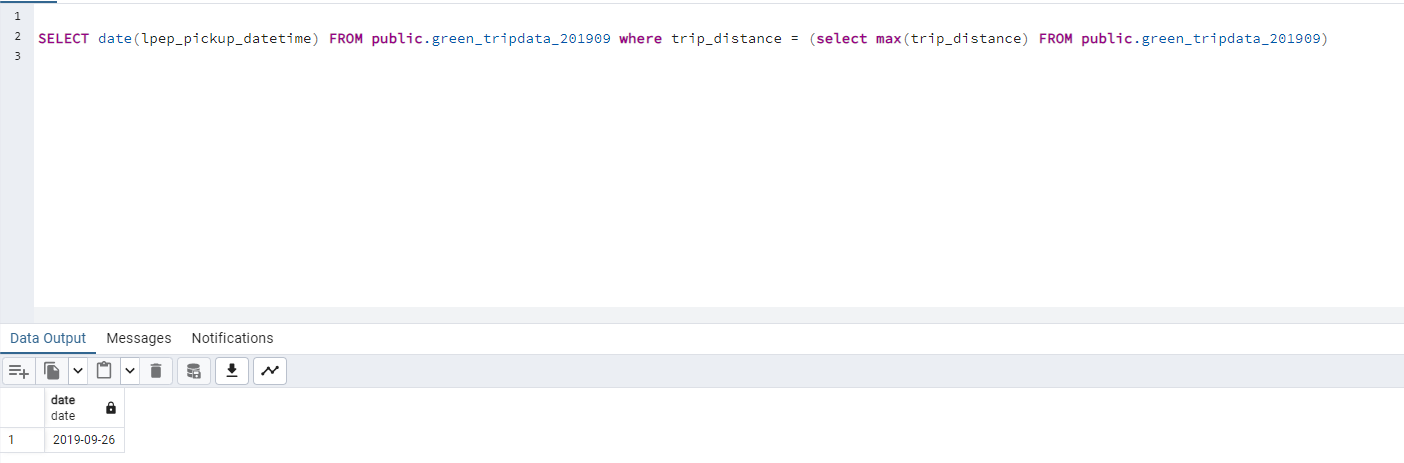 1
2 SELECT date(lpep_pickup_datetime) FROM public.green_tripdata_201909 where trip_distance = (select max(trip_distance) FROM public.green_tripdata_201909)
3
Data Output Messages Notifications
date
date
1 2019-09-26